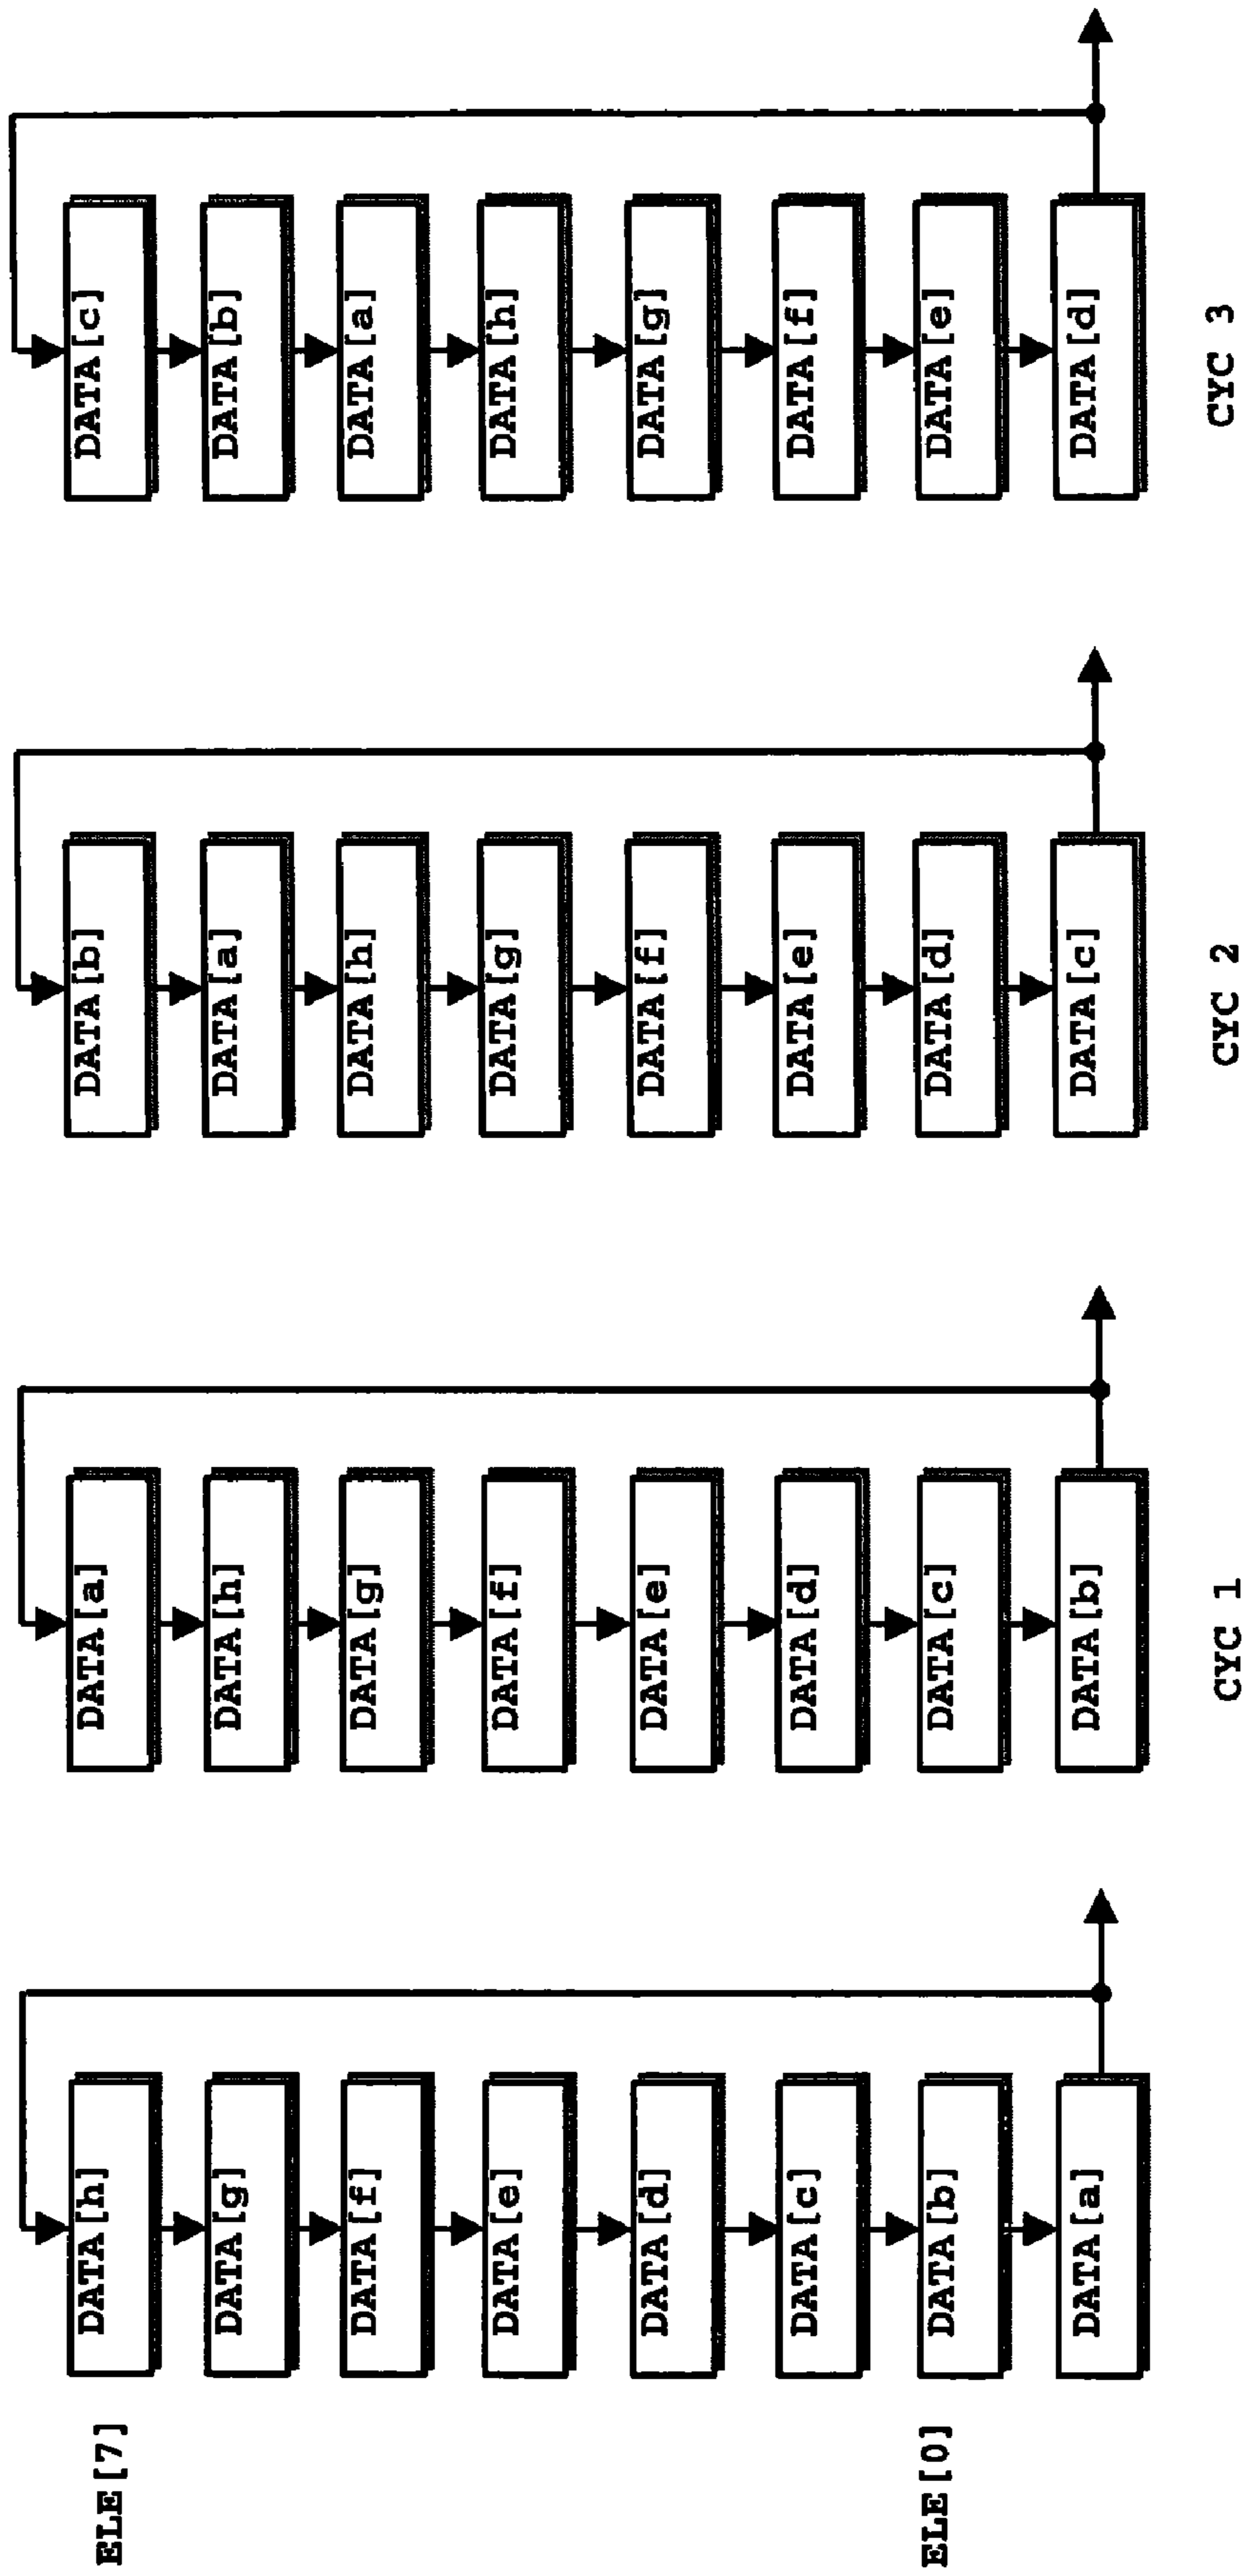 ELE[7]
DATA[h]
DATA[g]
DATA[f]
DATA[e]
DATA[d]
DATA[c]
ELE[0]
DATA[b]
DATA[a]
DATA[a]
DATA[h]
DATA[g]
DATA[f]
DATA[e]
DATA[d]
DATA[c]
DATA[b]
CYC 1
DATA[b]
DATA[a]
DATA[h]
DATA[g]
DATA[f]
DATA[e]
DATA[d]
DATA[c]
CYC 2
DATA[c]
DATA[b]
DATA[a]
DATA[h]
DATA[g]
DATA[f]
DATA[e]
DATA[d]
CYC 3